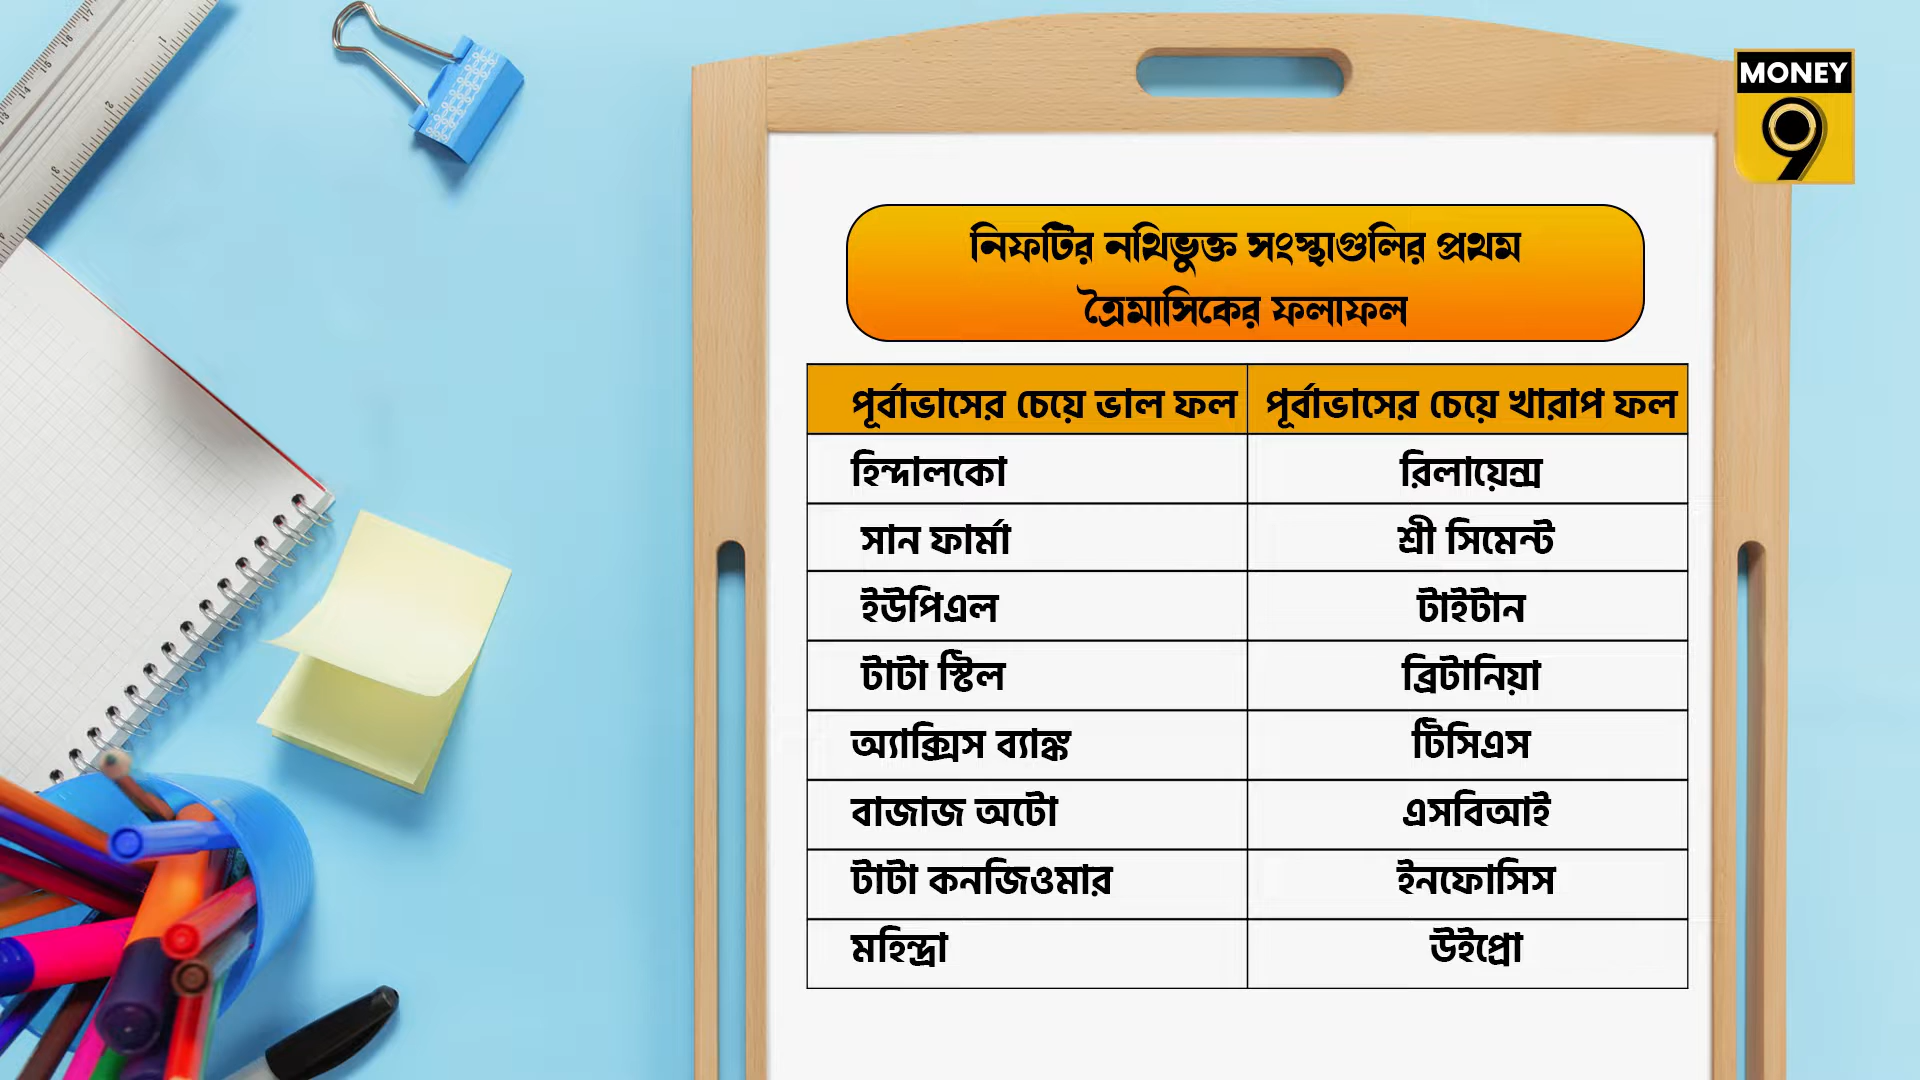 MONEY
9
নিফটির নথিভুক্ত সংস্থাগুলির প্রথম
ত্রৈমাসিকের ফলাফল
পূর্বাভাসের চেয়ে ভাল ফল পূর্বাভাসের চেয়ে খারাপ ফল
হিন্দালকো রিলায়েন্স
সান ফার্মা শ্রী সিমেন্ট
ইউপিএল টাইটান
টাটা স্টিল ব্রিটানিয়া
অ্যাক্সিস ব্যাঙ্ক টিসিএস
বাজাজ অটো এসবিআই
টাটা কনজিওমার ইনফোসিস
মহিন্দ্রা উইপ্রো